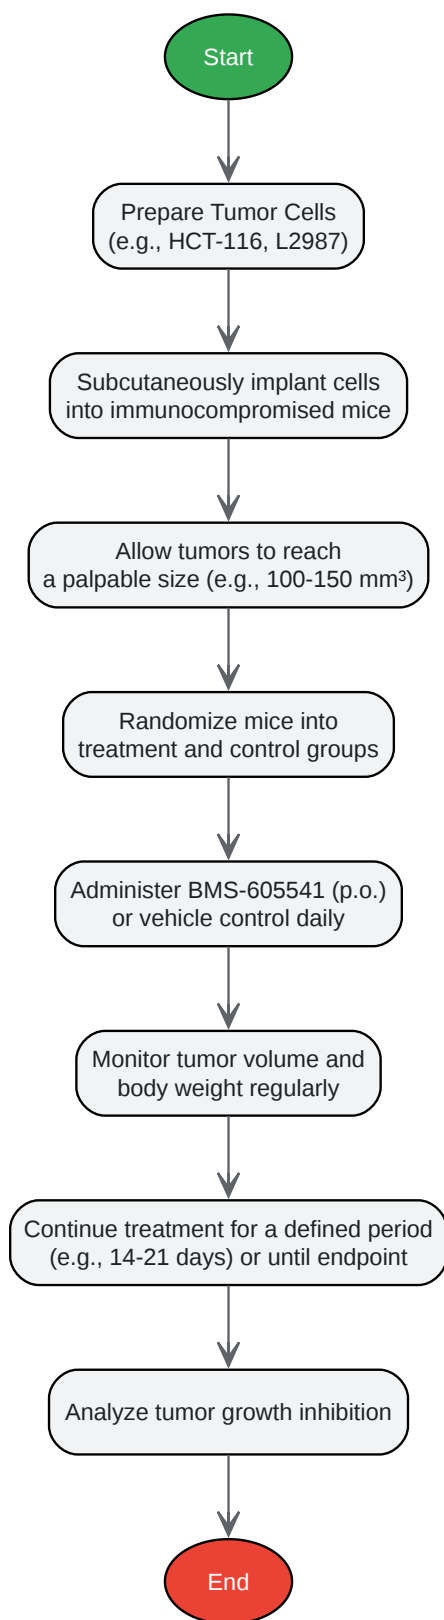 Start
Prepare Tumor Cells
(e.g., HCT-116, L2987)
Subcutaneously implant cells
into immunocompromised mice
Allow tumors to reach
a palpable size (e.g., 100-150 mm³)
Randomize mice into
treatment and control groups
Administer BMS-605541 (p.o.)
or vehicle control daily
Monitor tumor volume and
body weight regularly
Continue treatment for a defined period
(e.g., 14-21 days) or until endpoint
Analyze tumor growth inhibition
End